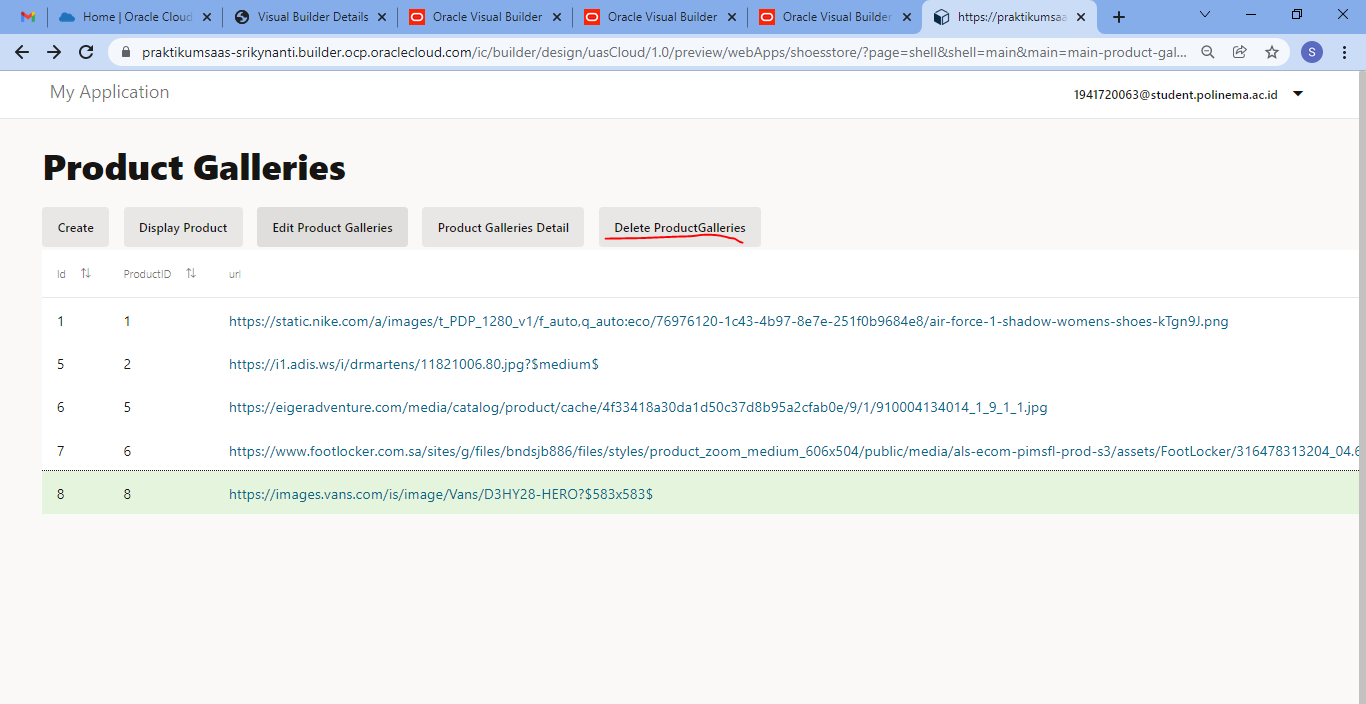 Home | Oracle Cloud
Visual Builder Details
Oracle Visual Builder
Oracle Visual Builder
Oracle Visual Builder
https://praktikumsaa
praktikumsaas-srikynanti.builder.ocp.oraclecloud.com/ic/builder/design/uasCloud/1.0/preview/webApps/shoesstore/?page=shell&shell=main&main=main-product-gal...
S
My Application
1941720063@student.polinema.ac.id
Product Galleries
Create
Display Product
Edit Product Galleries
Product Galleries Detail
Delete ProductGalleries
Id ProductID url
1 1 https://static.nike.com/a/images/t_PDP_1280_v1/f_auto,q_auto:eco/76976120-1c43-4b97-8e7e-251f0b9684e8/air-force-1-shadow-womens-shoes-kTgn9J.png
5 2 https://i1.adis.ws/i/drmartens/11821006.80.jpg?$medium$
6 5 https://eigeradventure.com/media/catalog/product/cache/4f33418a30da1d50c37d8b95a2cfab0e/9/1/910004134014_1_9_1_1.jpg
7 6 https://www.footlocker.com.sa/sites/g/files/bndsjb886/files/styles/product_zoom_medium_606x504/public/media/als-ecom-pimsfl-prod-s3/assets/FootLocker/316478313204_04.6
8 8 https://images.vans.com/is/image/Vans/D3HY28-HERO?$583x583$